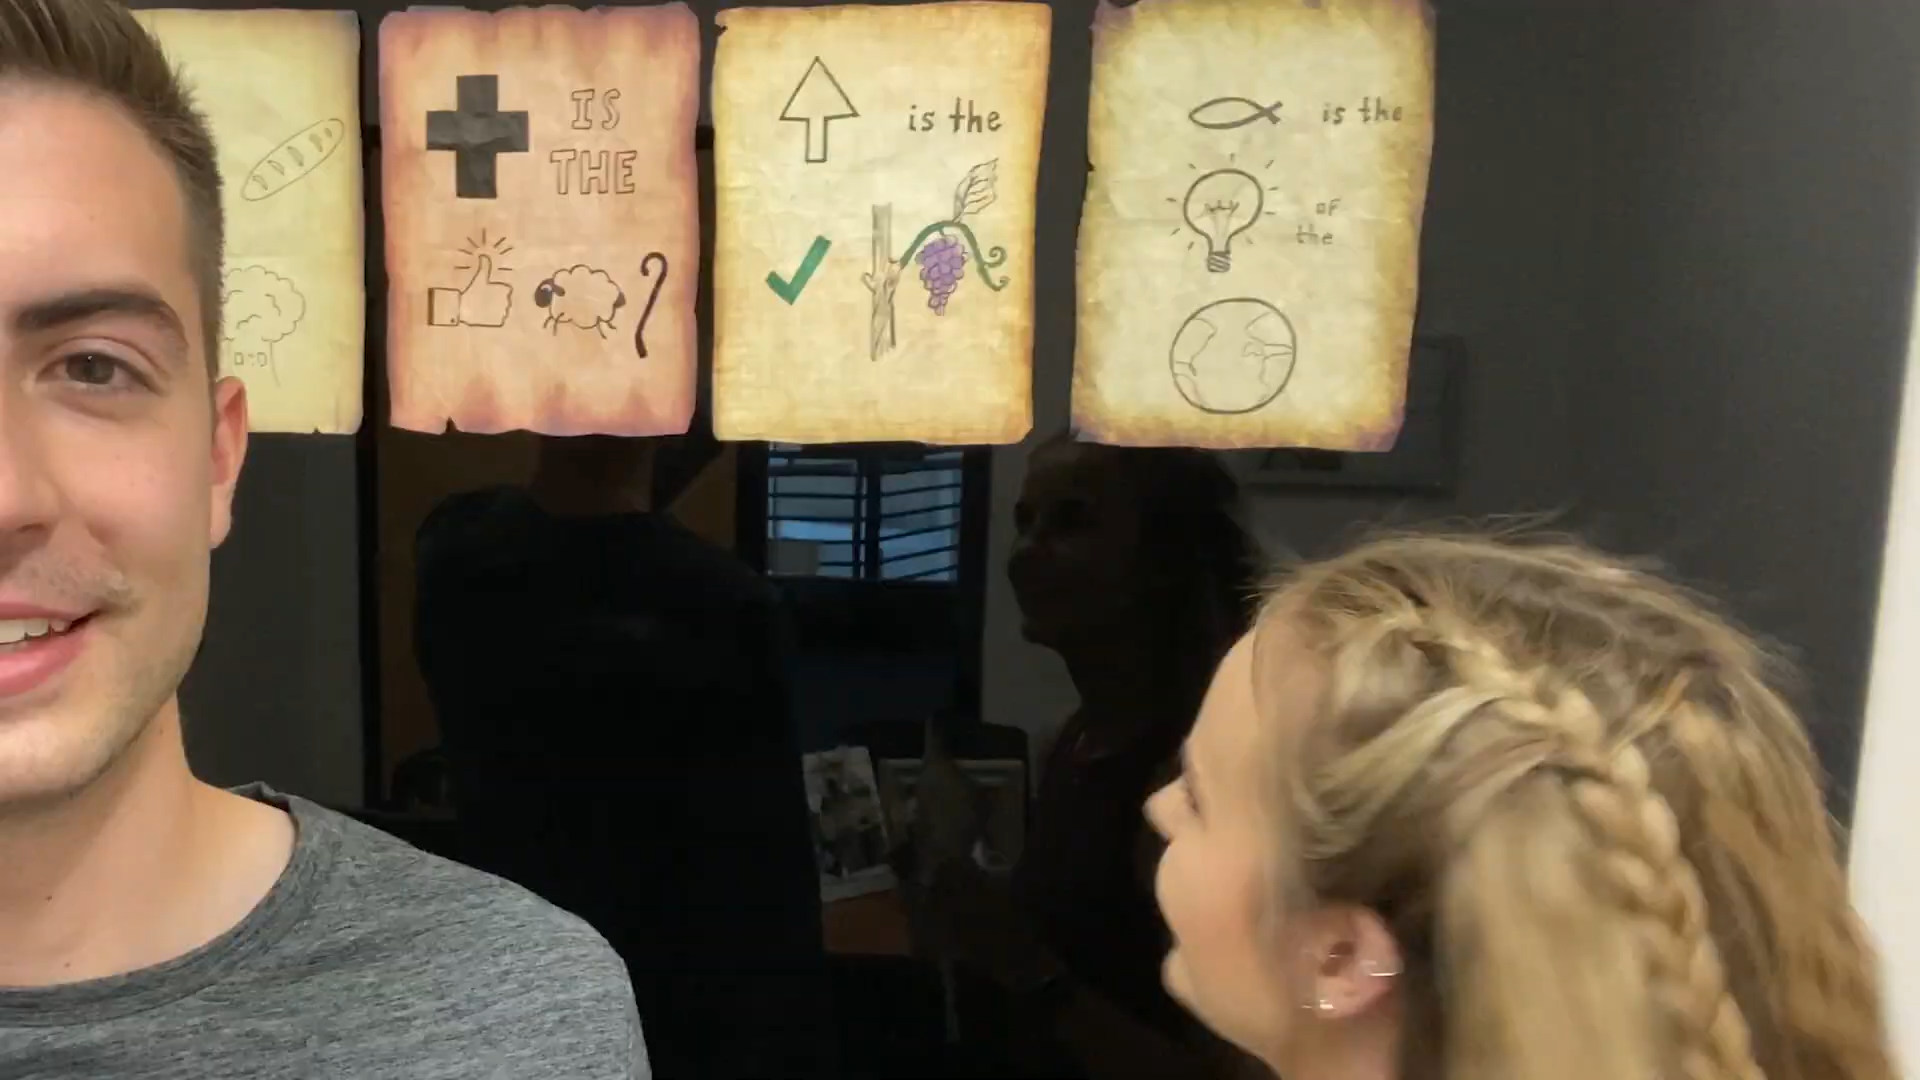 IS
THE
is the
is the
of
the